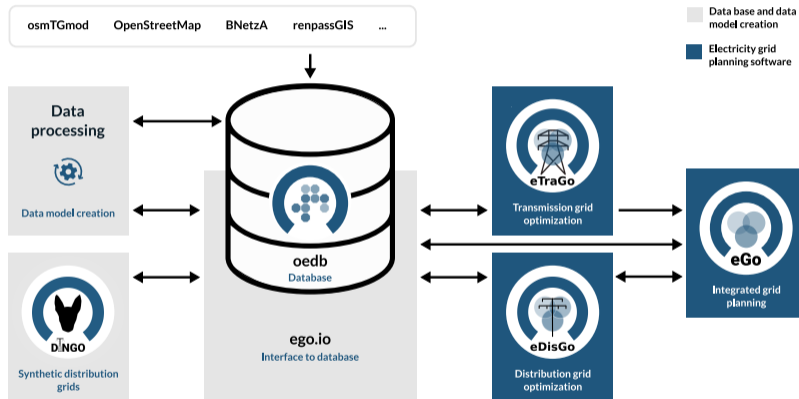 osmTGmod OpenStreetMap BNetzA renpassGIS ...
Data base and data
model creation
Electricity grid
planning software
Data
processing
Data model creation
DINGO
Synthetic distribution
grids
oedb
Database
ego.io
Interface to database
eTraGo
Transmission grid
optimization
eDisGo
Distribution grid
optimization
eGo
Integrated grid
planning